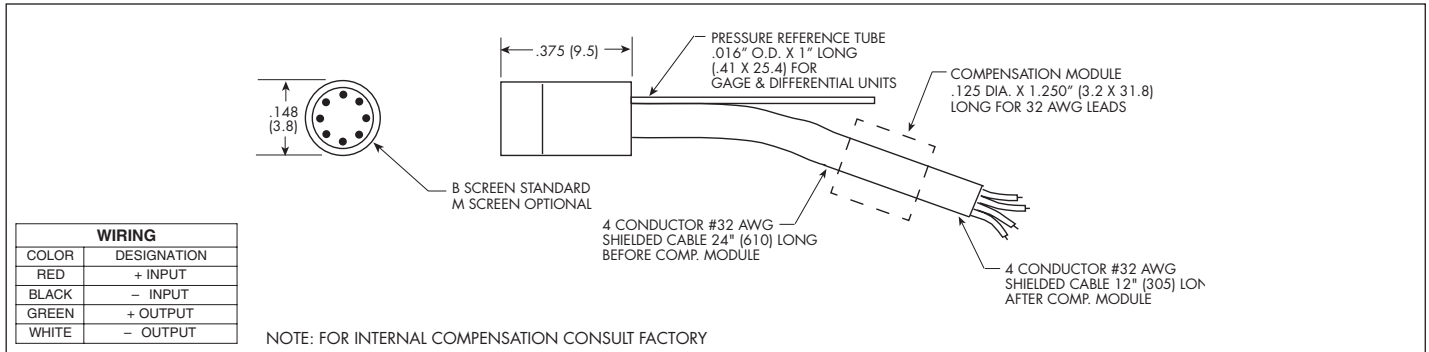 .375 (9.5)
PRESSURE REFERENCE TUBE
.016” O.D. X 1” LONG
(.41 X 25.4) FOR
GAGE & DIFFERENTIAL UNITS
COMPENSATION MODULE
.125 DIA. X 1.250” (3.2 X 31.8)
LONG FOR 32 AWG LEADS
.148
(3.8)
B SCREEN STANDARD
M SCREEN OPTIONAL
4 CONDUCTOR #32 AWG
SHIELDED CABLE 24" (610) LONG
BEFORE COMP. MODULE
4 CONDUCTOR #32 AWG
SHIELDED CABLE 12" (305) LON
AFTER COMP. MODULE
WIRING
COLOR DESIGNATION
RED + INPUT
BLACK – INPUT
GREEN + OUTPUT
WHITE – OUTPUT
NOTE: FOR INTERNAL COMPENSATION CONSULT FACTORY